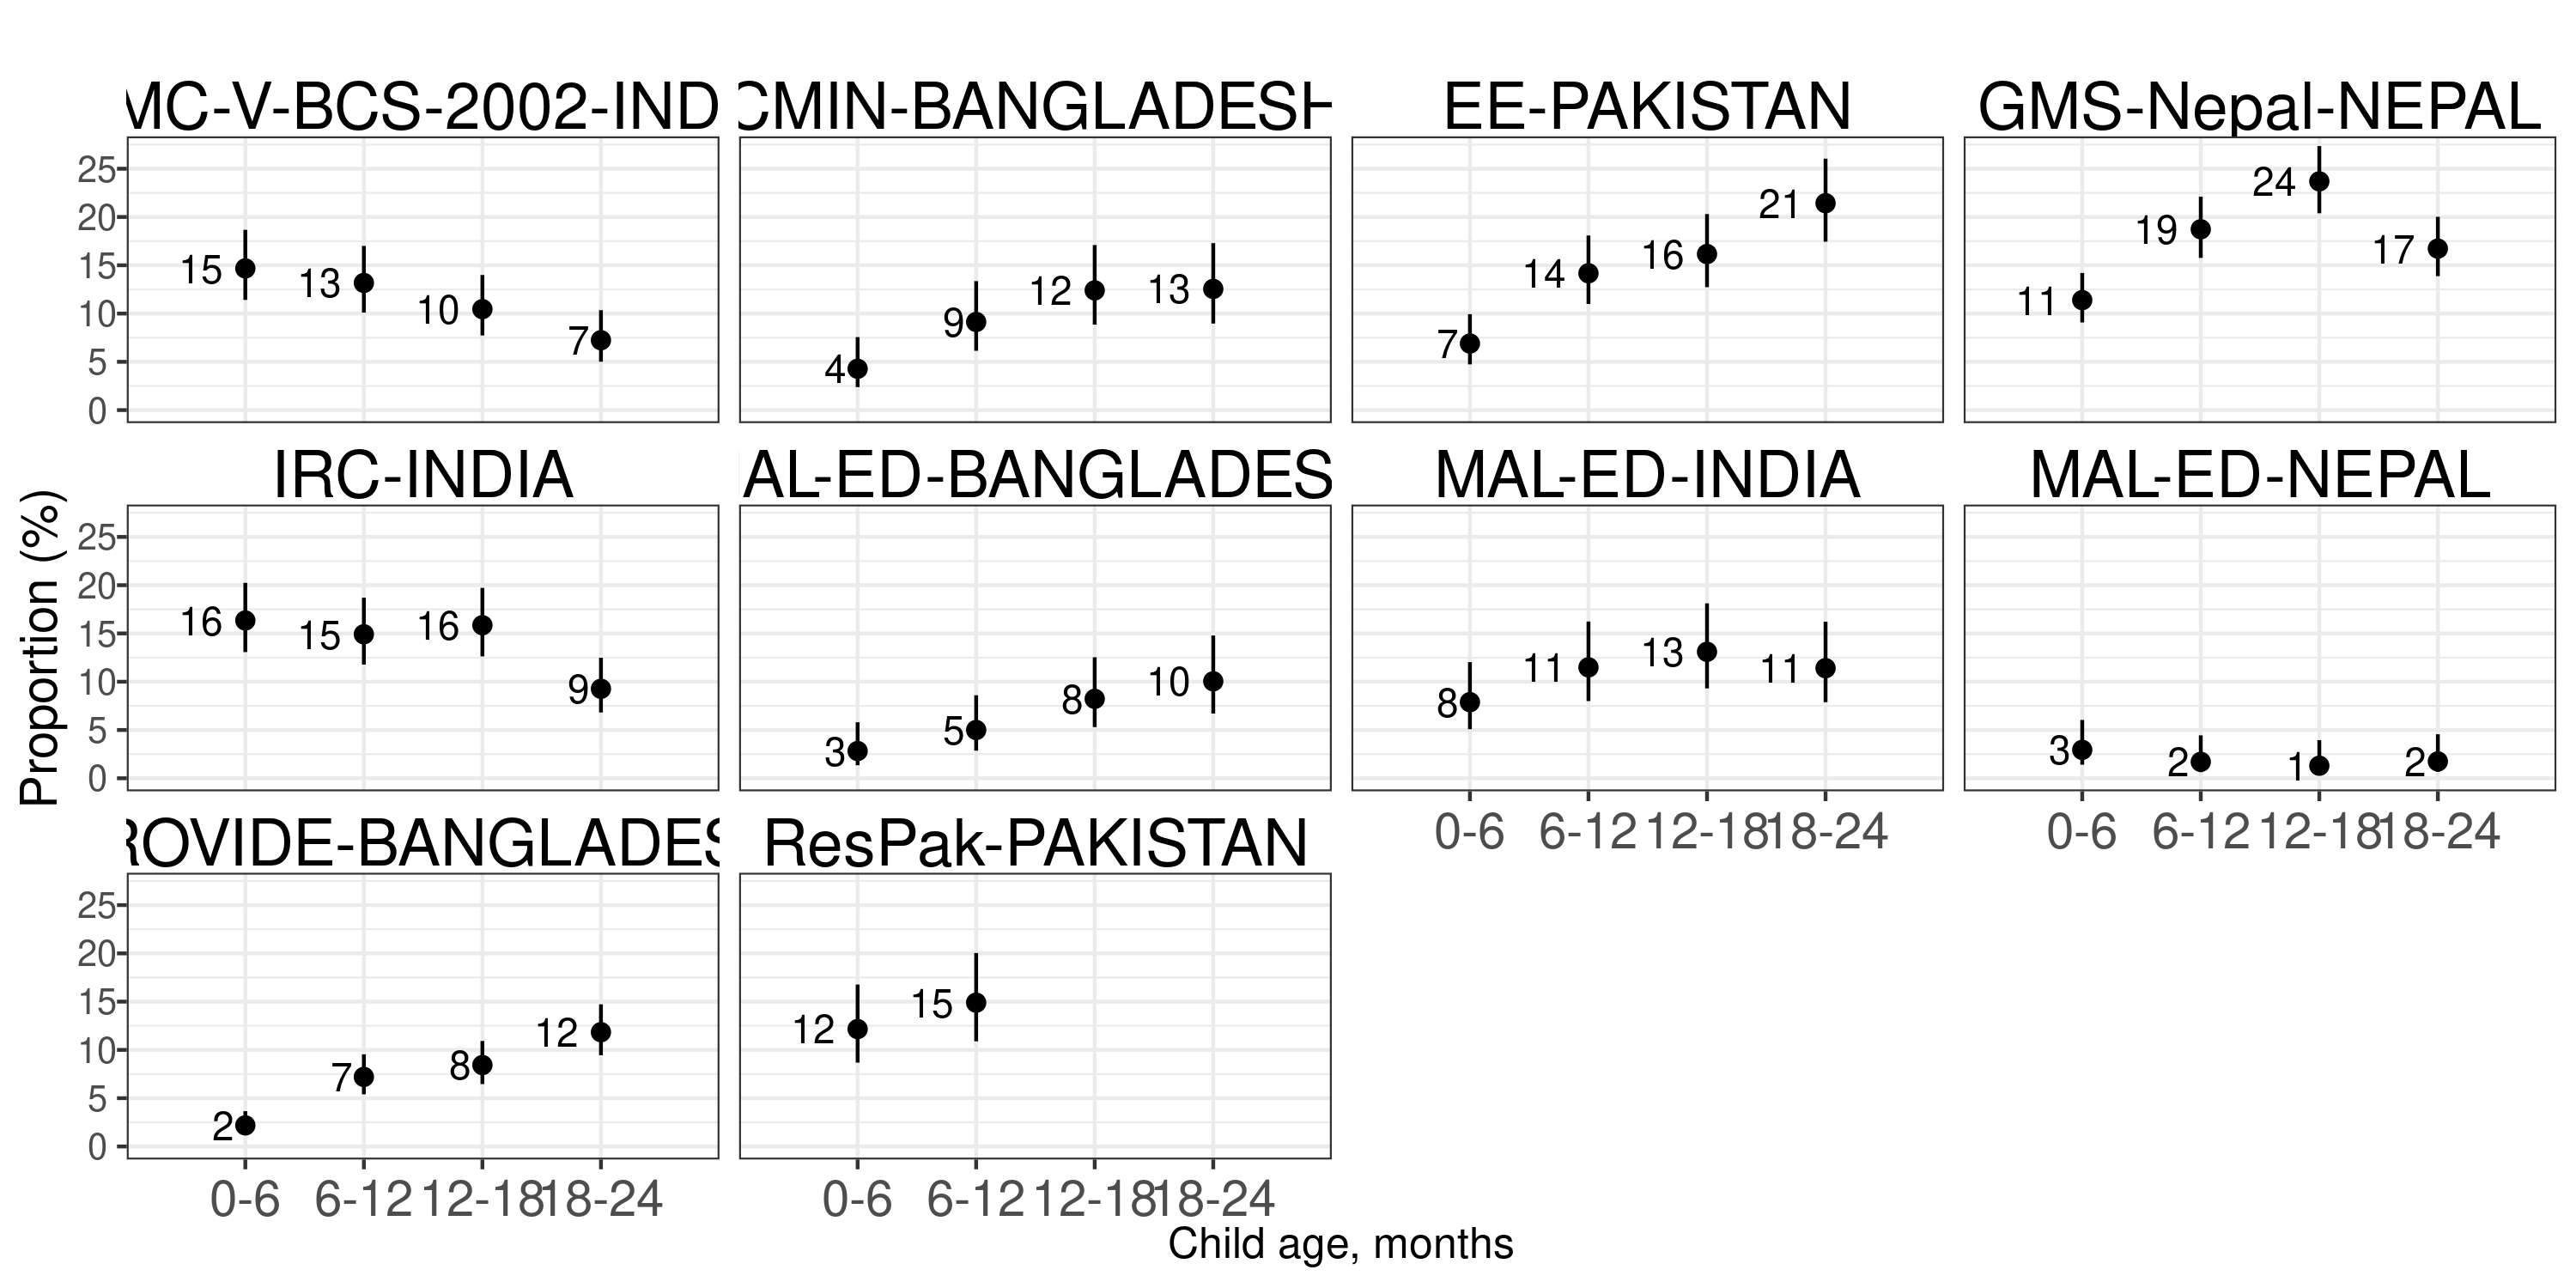 MC-V-BCS-2002-IND CMIN-BANGLADESH EE-PAKISTAN GMS-Nepal-NEPAL
25
20
15
10
5
0
15 13 10 7
4 9 12 13
7 14 16 21
11 19 24 17
IRC-INDIA AL-ED-BANGLADES MAL-ED-INDIA MAL-ED-NEPAL
Proportion (%)
25
20
15
10
5
0
16 15 16 9
3 5 8 10
8 11 13 11
3 2 1 2
0-6 6-12 12-18 18-24
0-6 6-12 12-18 18-24
ROVIDE-BANGLADES ResPak-PAKISTAN
25
20
15
10
5
0
2 7 8 12
12 15
0-6 6-12 12-18 18-24
0-6 6-12 12-18 18-24
Child age, months